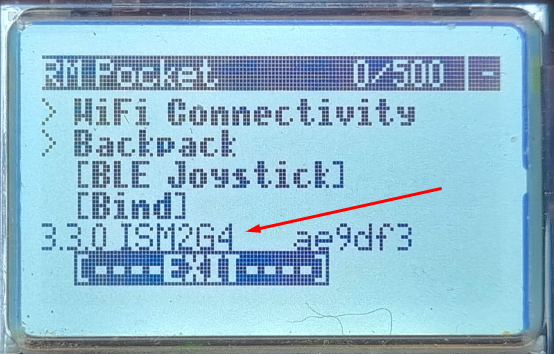 RM Pocket 0/500 -
> WiFi Connectivity
> Backpack
[BLE Joystick]
[Bind]
3.3.0 ISM2G4 ae9df3
[----EXIT----]